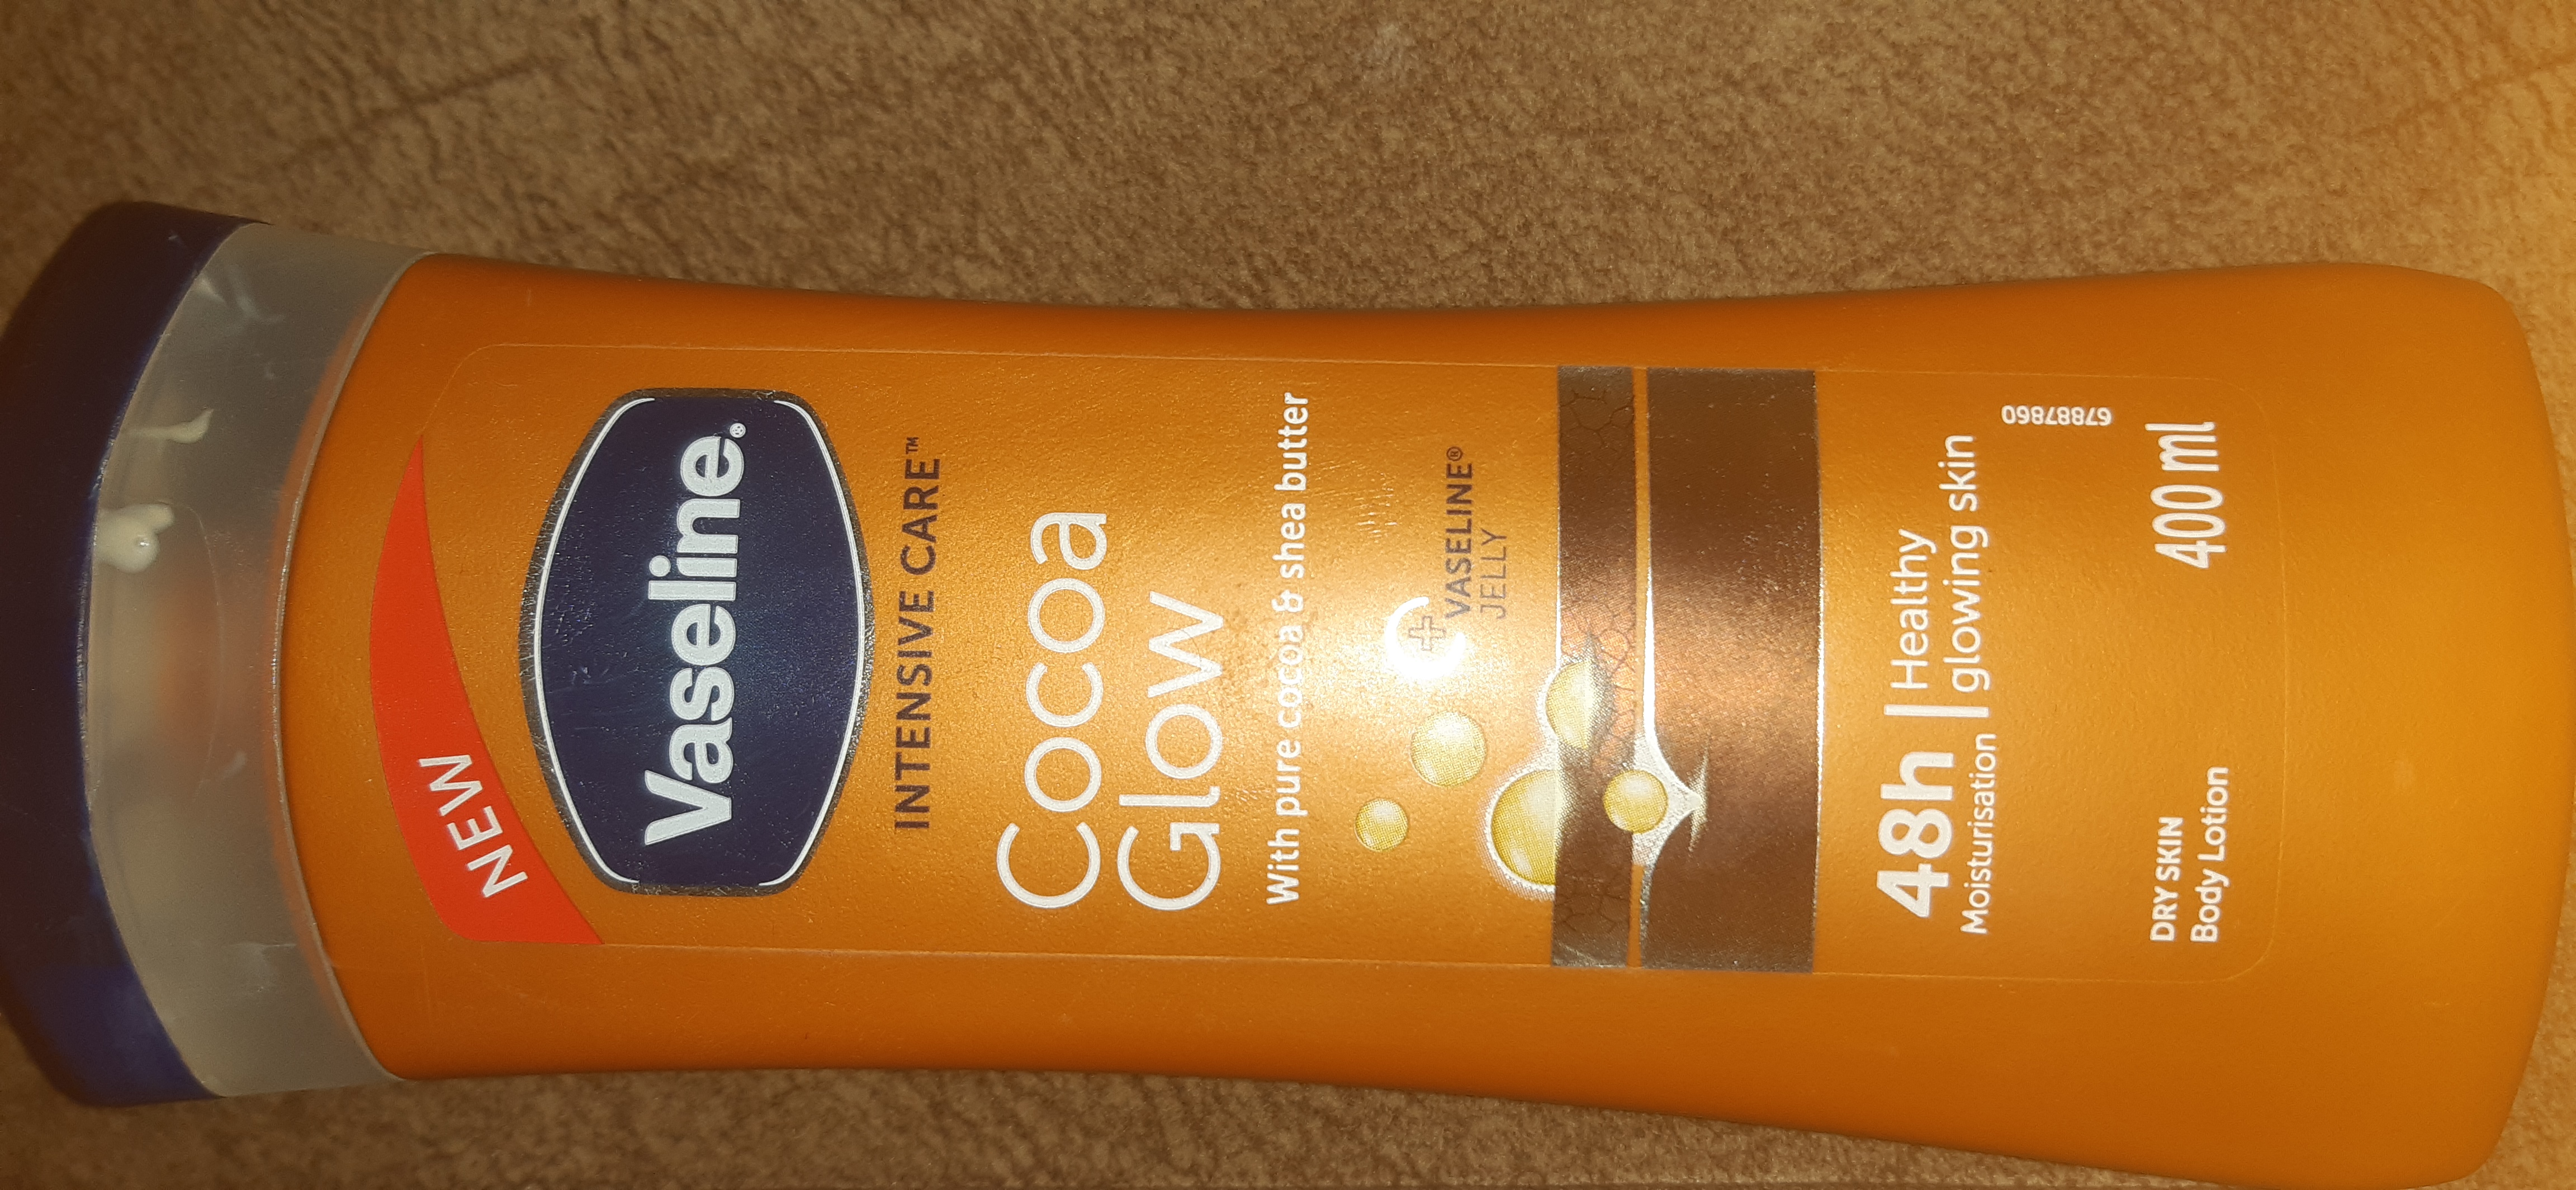 NEW
Vaseline®
INTENSIVE CARE™
Cocoa
Glow
With pure cocoa & shea butter
+ VASELINE®
JELLY
48h
Moisturisation
Healthy
glowing skin
67887860
DRY SKIN
Body Lotion
400 ml